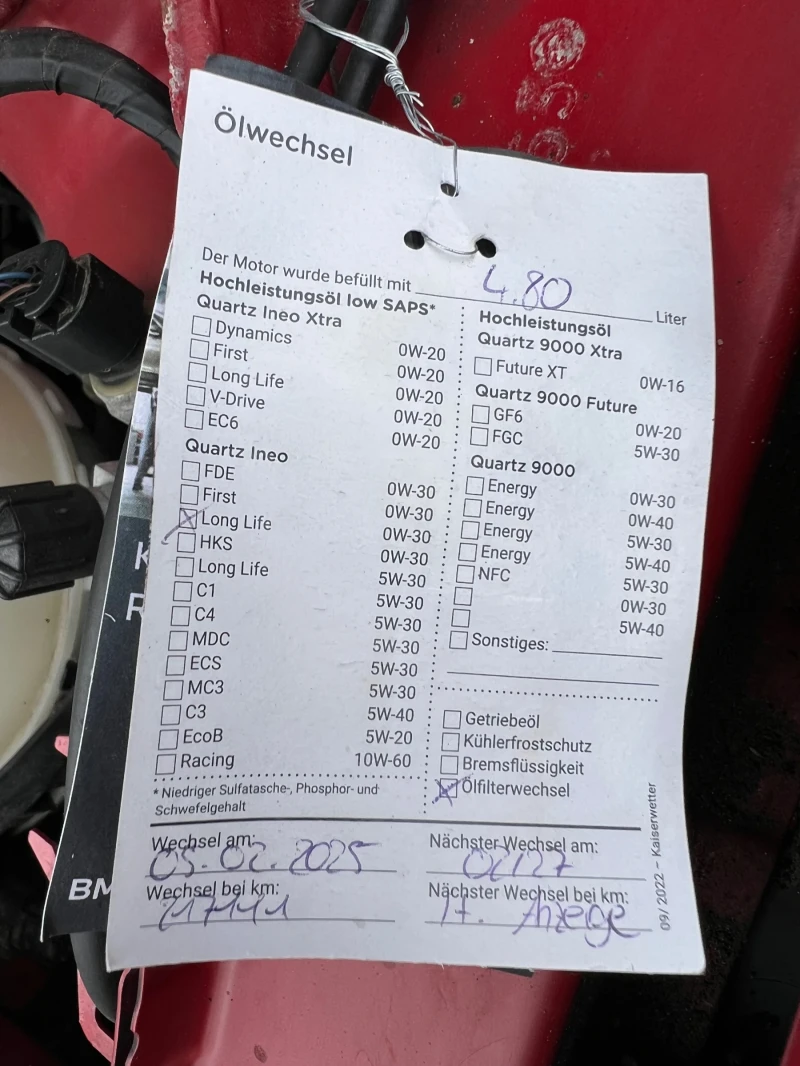 Ölwechsel
Der Motor wurde befüllt mit 4.80 Liter
Hochleistungsöl low SAPS*
Quartz Ineo Xtra
Dynamics 0W-20
First 0W-20
Long Life 0W-20
V-Drive 0W-20
EC6 0W-20
Quartz Ineo
FDE 0W-30
First 0W-30
Long Life 0W-30
HKS 0W-30
Long Life 5W-30
C1 5W-30
C4 5W-30
MDC 5W-30
ECS 5W-30
MC3 5W-30
C3 5W-40
EcoB 5W-20
Racing 10W-60
* Niedriger Sulfatasche-, Phosphor- und
Schwefelgehalt
Hochleistungsöl
Quartz 9000 Xtra
Future XT 0W-16
Quartz 9000 Future
GF6 0W-20
FGC 5W-30
Quartz 9000
Energy 0W-30
Energy 0W-40
Energy 5W-30
Energy 5W-40
NFC 5W-30
0W-30
5W-40
Sonstiges:
Getriebeöl
Kühlerfrostschutz
Bremsflüssigkeit
Ölfilterwechsel
Wechsel am: 05.02.2025
Nächster Wechsel am: 02/27
Wechsel bei km: 217141
Nächster Wechsel bei km: lt. Anzeige
09/2022 – Kaiserwetter
K
R
BM